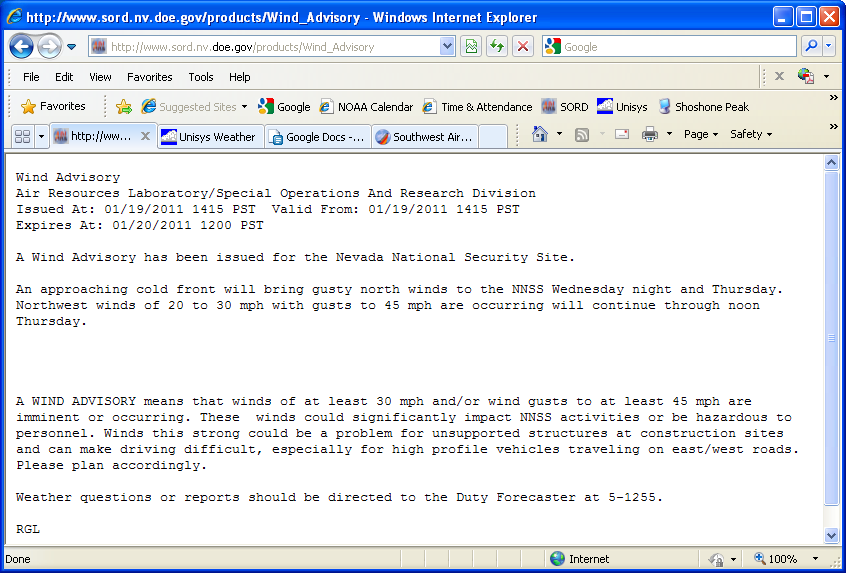 http://www.sord.nv.doe.gov/products/Wind_Advisory - Windows Internet Explorer
http://www.sord.nv.doe.gov/products/Wind_Advisory Google
File Edit View Favorites Tools Help
Favorites Suggested Sites Google NOAA Calendar Time & Attendance SORD Unisys Shoshone Peak
http://ww... Unisys Weather Google Docs -... Southwest Air... Page Safety
Wind Advisory
Air Resources Laboratory/Special Operations And Research Division
Issued At: 01/19/2011 1415 PST  Valid From: 01/19/2011 1415 PST
Expires At: 01/20/2011 1200 PST
A Wind Advisory has been issued for the Nevada National Security Site.
An approaching cold front will bring gusty north winds to the NNSS Wednesday night and Thursday.
Northwest winds of 20 to 30 mph with gusts to 45 mph are occurring will continue through noon
Thursday.
A WIND ADVISORY means that winds of at least 30 mph and/or wind gusts to at least 45 mph are
imminent or occurring. These  winds could significantly impact NNSS activities or be hazardous to
personnel. Winds this strong could be a problem for unsupported structures at construction sites
and can make driving difficult, especially for high profile vehicles traveling on east/west roads.
Please plan accordingly.
Weather questions or reports should be directed to the Duty Forecaster at 5-1255.
RGL
Done Internet 100%